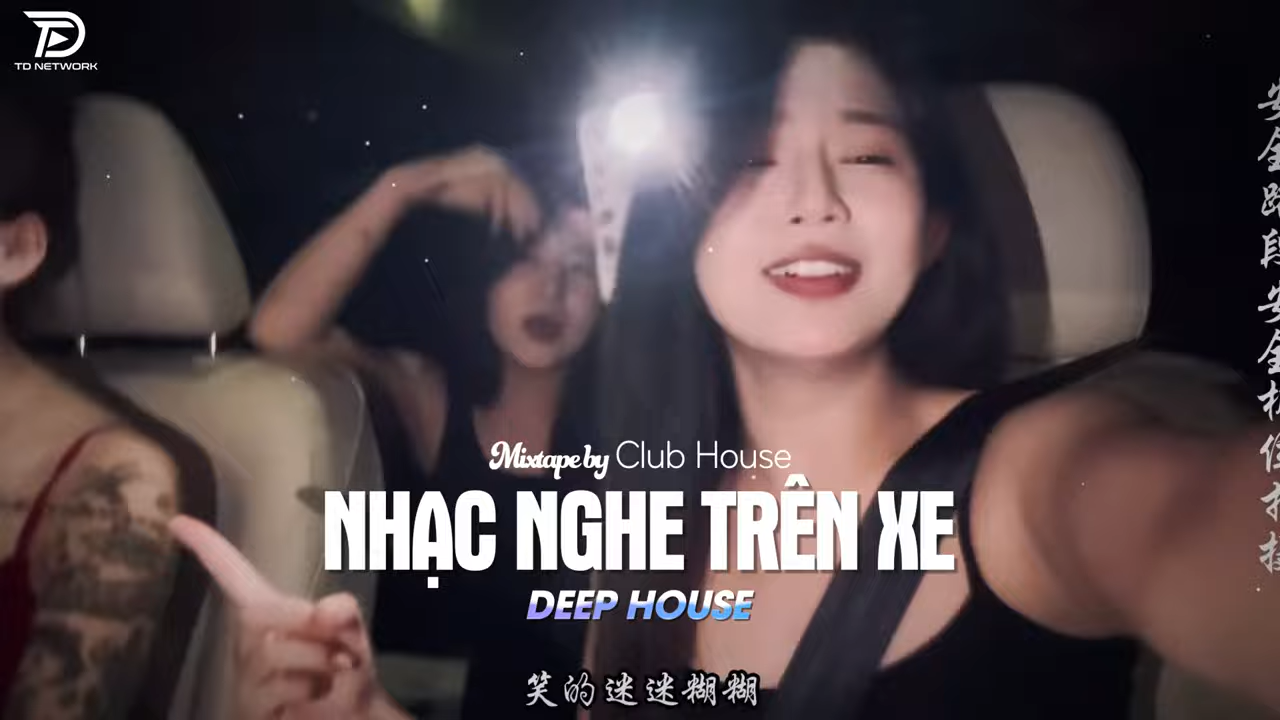 TD NETWORK
Mixtape by Club House
NHẠC NGHE TRÊN XE
DEEP HOUSE
笑的迷迷糊糊